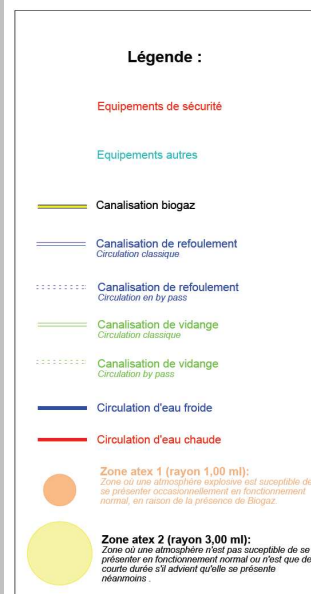 Légende :
Equipements de sécurité
Equipements autres
Canalisation biogaz
Canalisation de refoulement
Circulation classique
Canalisation de refoulement
Circulation en by pass
Canalisation de vidange
Circulation classique
Canalisation de vidange
Circulation by pass
Circulation d'eau froide
Circulation d'eau chaude
Zone atex 1 (rayon 1,00 ml):
Zone où une atmosphère explosive est suceptible de
se présenter occasionnellement en fonctionnement
normal, en raison de la présence de Biogaz.
Zone atex 2 (rayon 3,00 ml):
Zone où une atmosphère n'est pas suceptible de se
présenter en fonctionnement normal ou n'est que de
courte durée s'il advient qu'elle se présente
néanmoins .